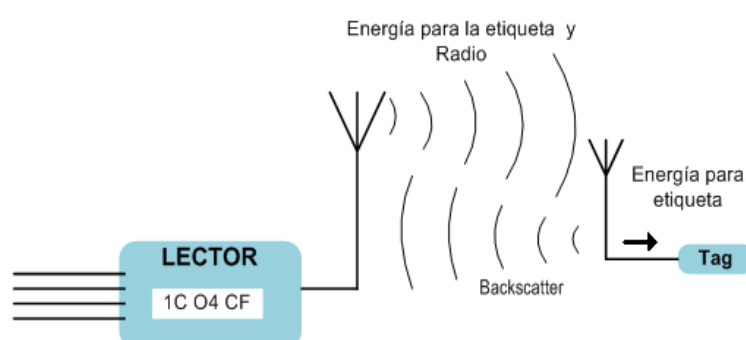 Energía para la etiqueta y
Radio
Energía para
etiqueta
LECTOR
Tag
Backscatter
1C O4 CF